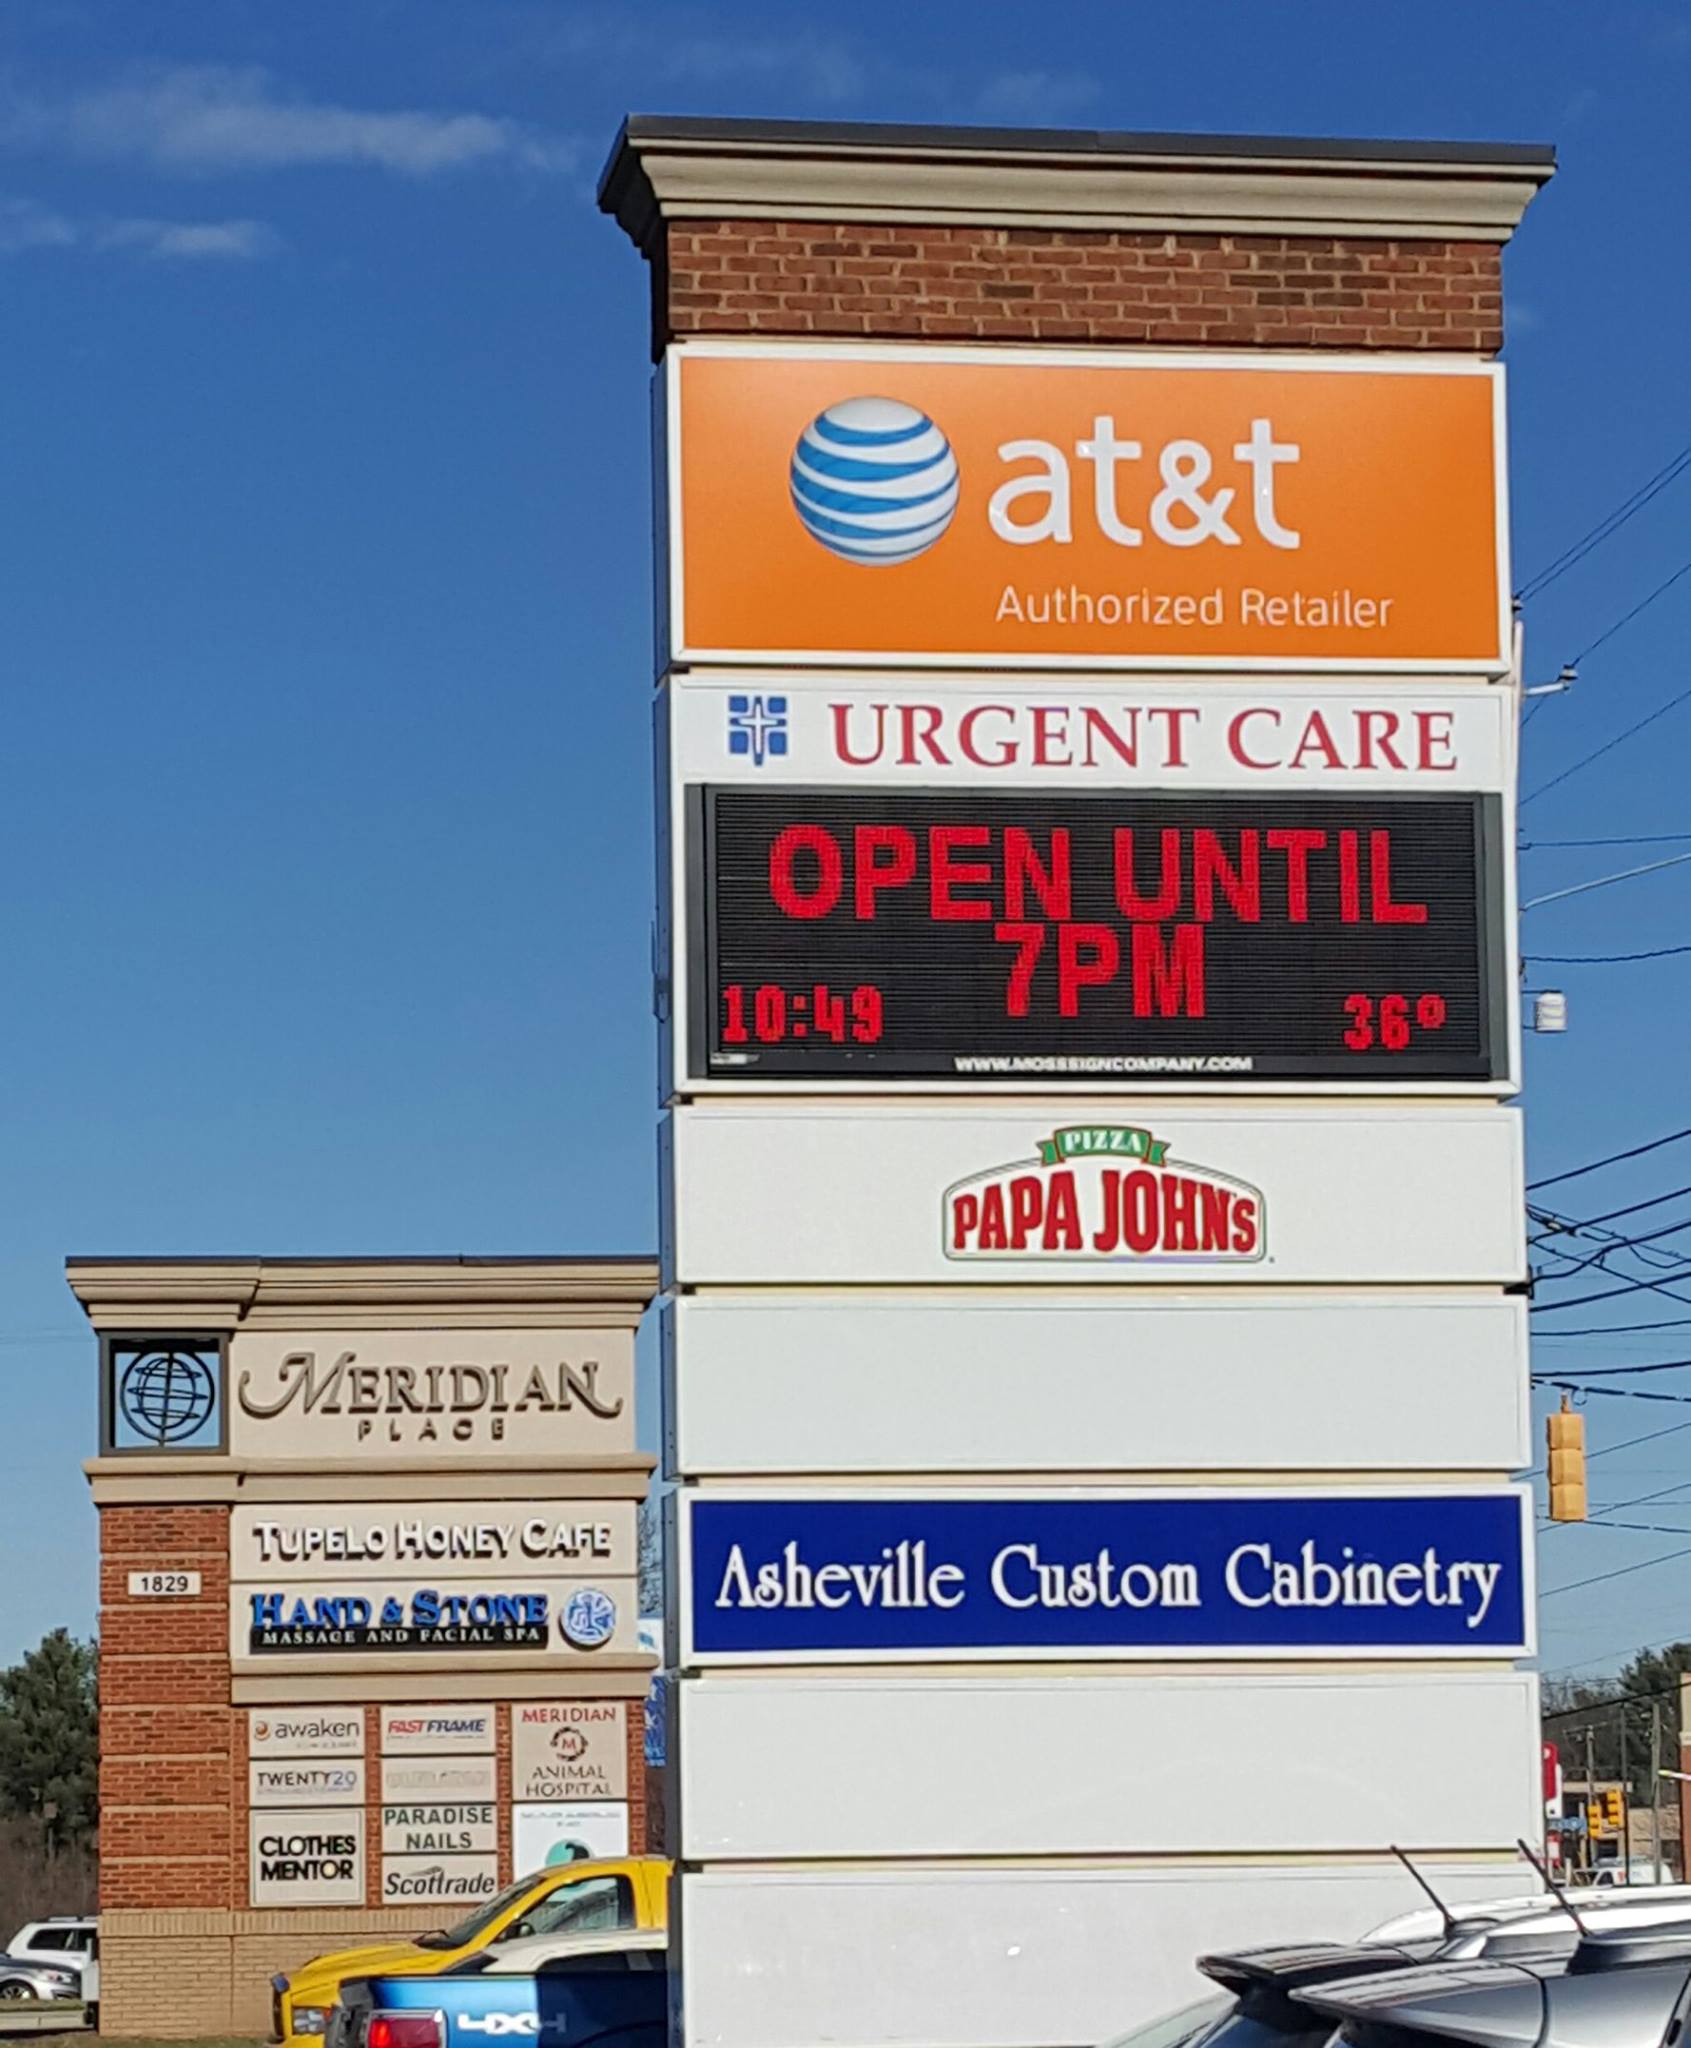 at&t
Authorized Retailer
URGENT CARE
OPEN UNTIL
7PM
10:49
36°
WWW.MOSSSIGNCOMPANY.COM
PIZZA
PAPA JOHN'S
Asheville Custom Cabinetry
MERIDIAN
PLACE
TUPELO HONEY CAFE
1829
HAND & STONE
MASSAGE AND FACIAL SPA
awaken
FASTFRAME
MERIDIAN
M
ANIMAL
HOSPITAL
TWENTY20
PARADISE
NAILS
CLOTHES
MENTOR
Scottrade
4X4